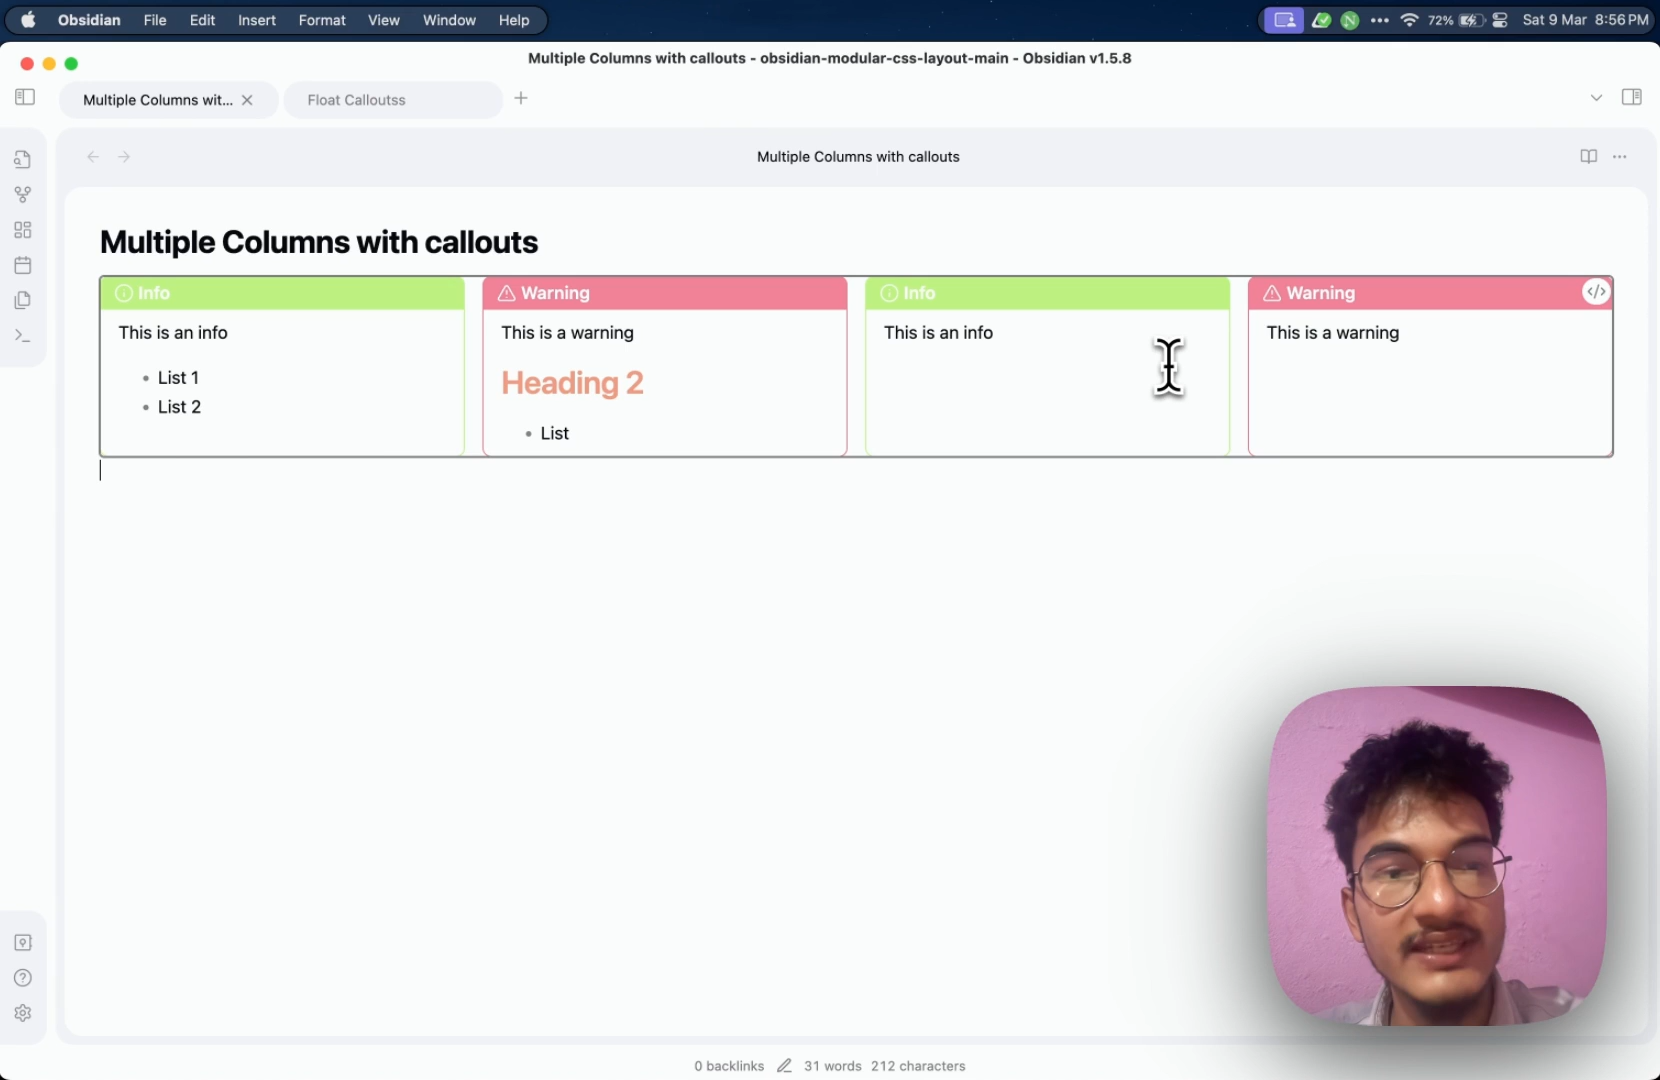 Obsidian File Edit Insert Format View Window Help
72% Sat 9 Mar 8:56 PM
Multiple Columns with callouts - obsidian-modular-css-layout-main - Obsidian v1.5.8
Multiple Columns wit...
Float Calloutss
Multiple Columns with callouts
Multiple Columns with callouts
Info
This is an info
• List 1
• List 2
Warning
This is a warning
Heading 2
• List
Info
This is an info
Warning
This is a warning
0 backlinks 31 words 212 characters